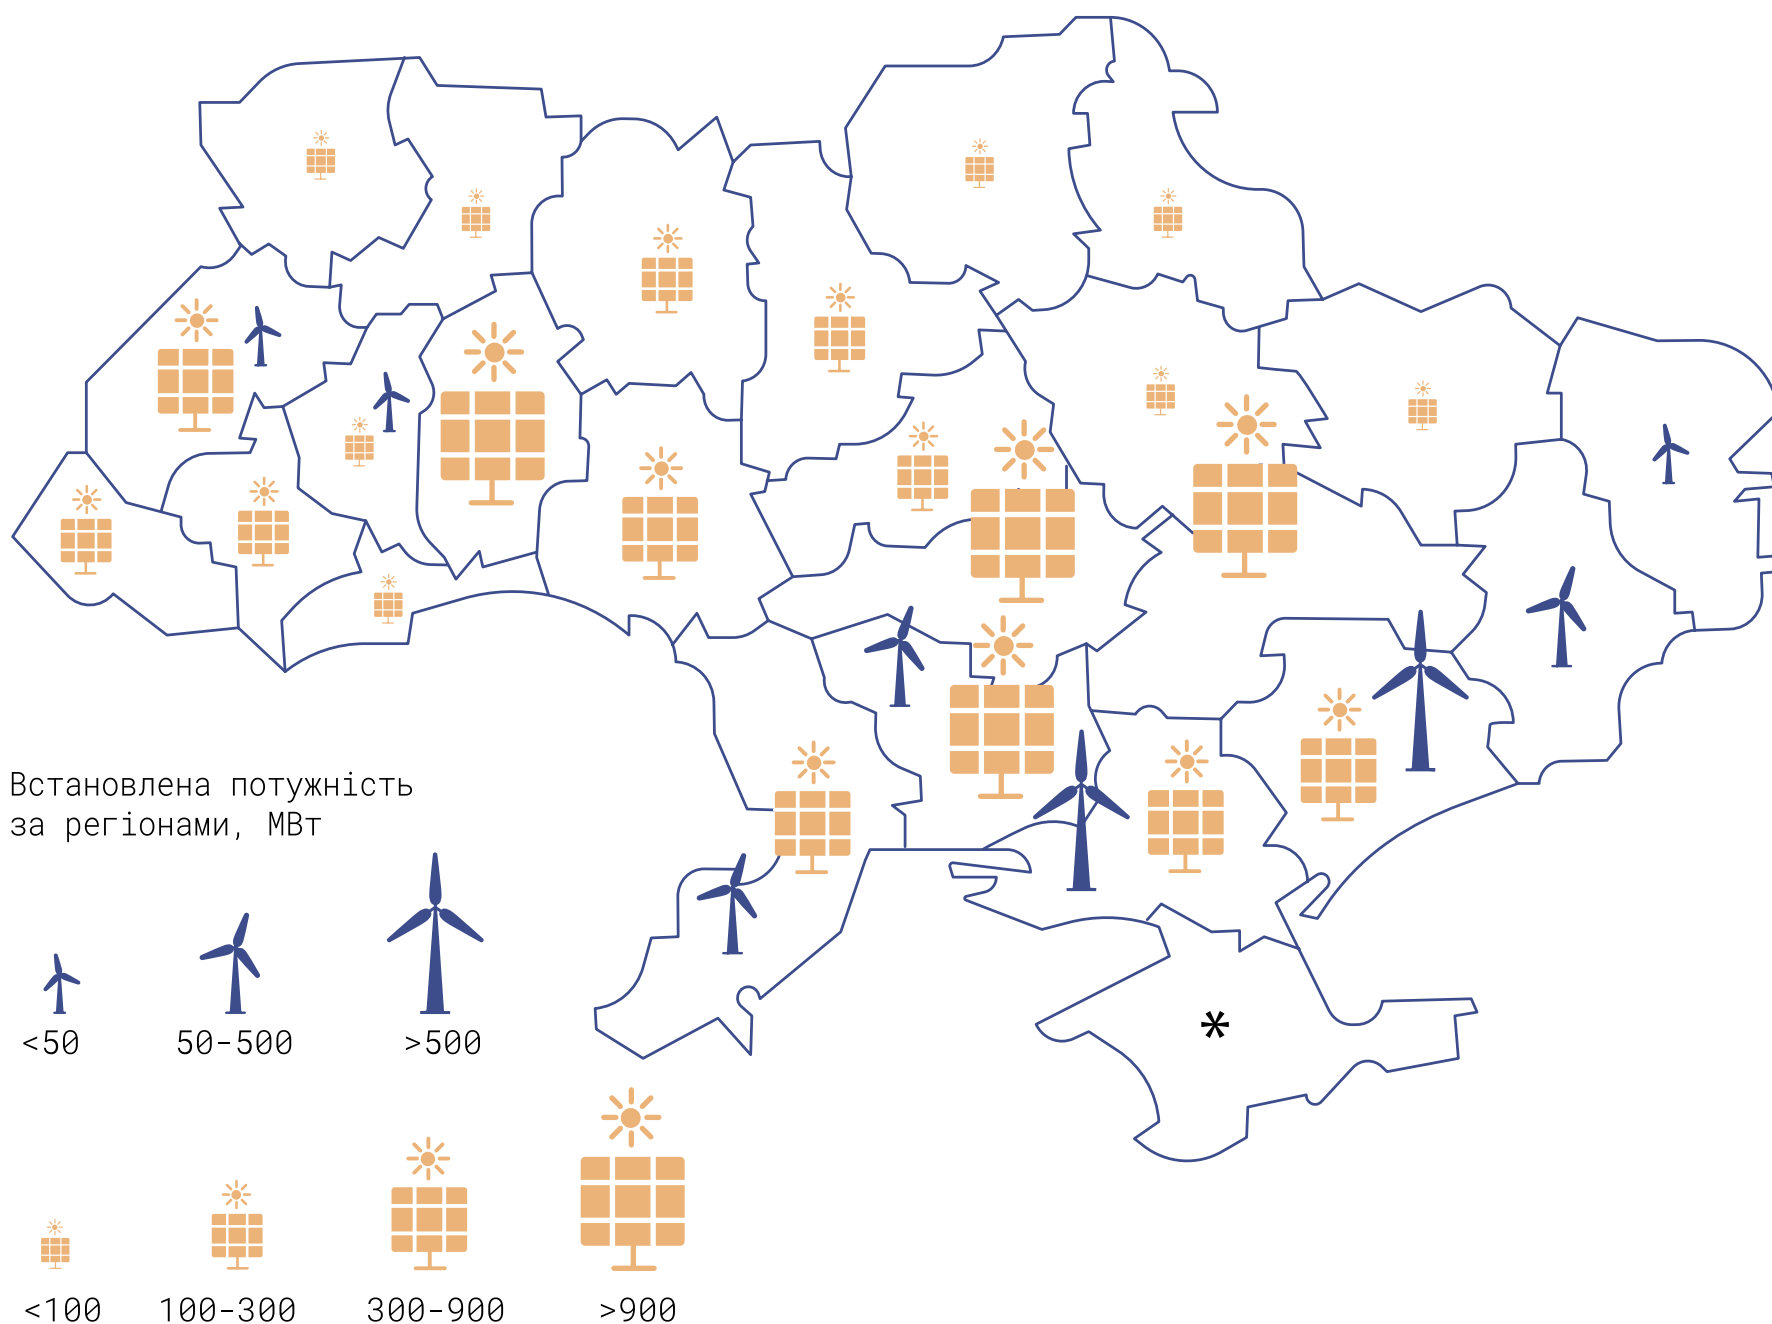 Встановлена потужність
за регіонами, МВт
<50 50-500 >500
<100 100-300 300-900 >900
*